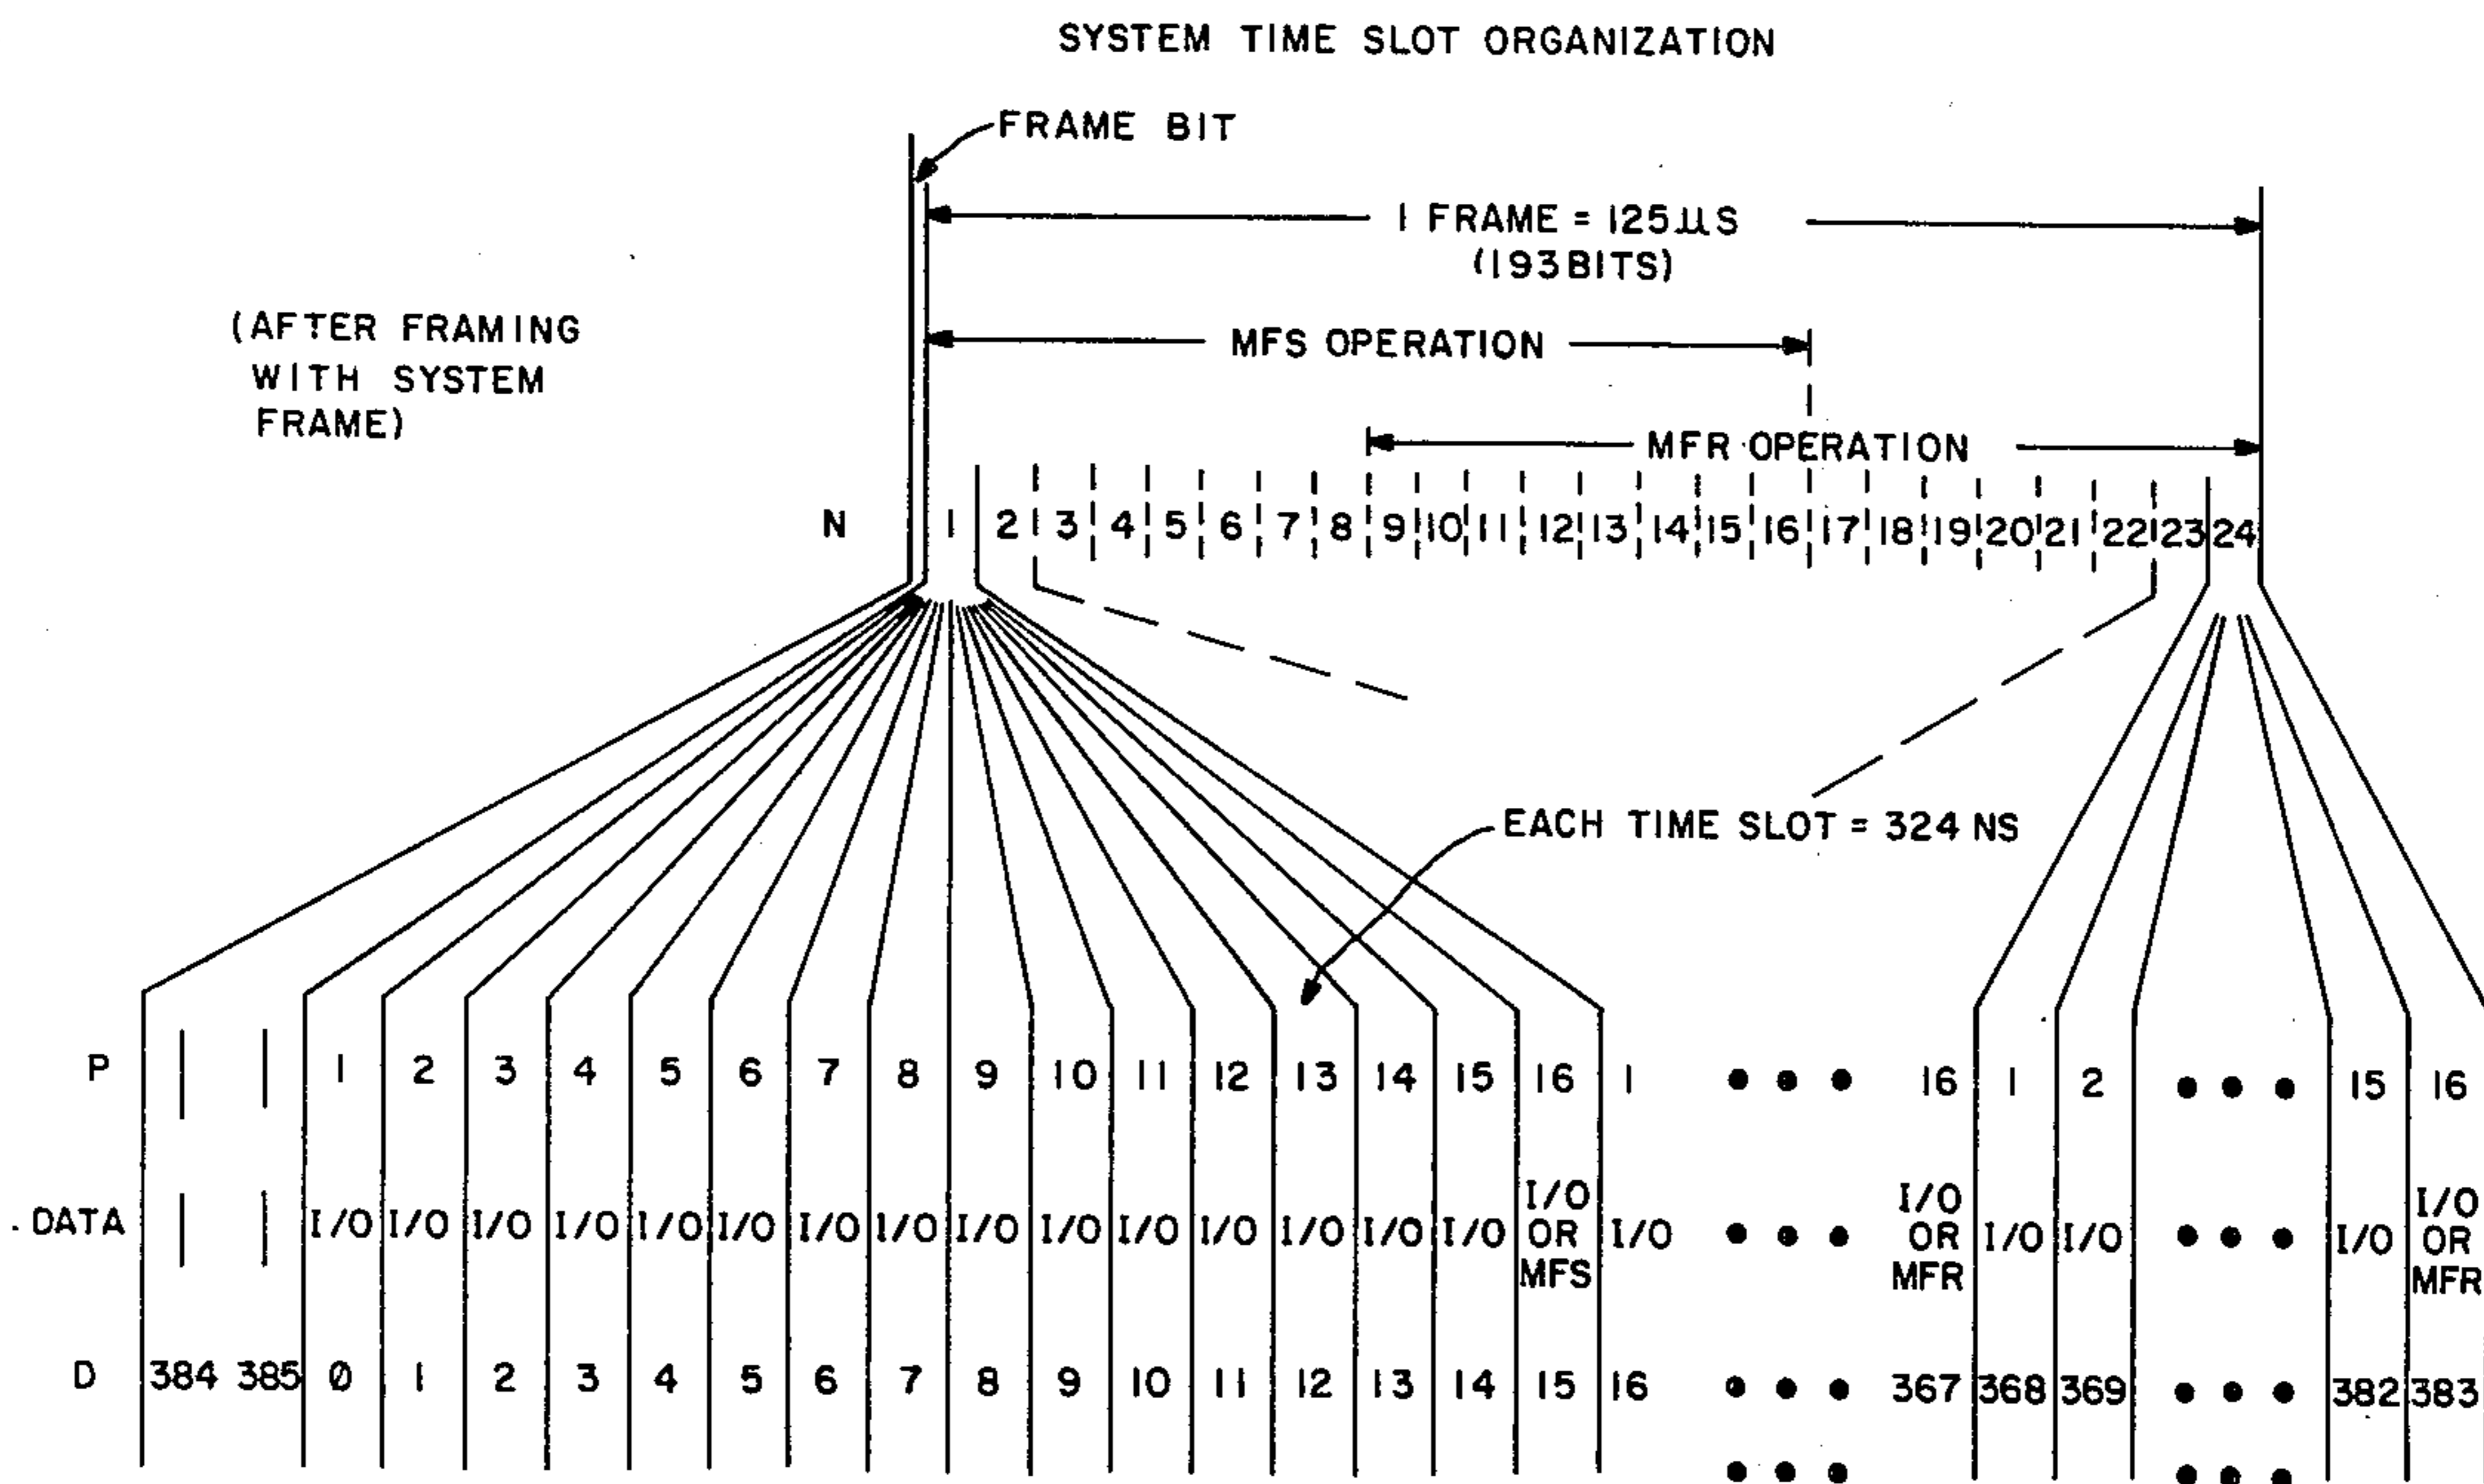 SYSTEM TIME SLOT ORGANIZATION
FRAME BIT
1 FRAME = 125µS
(193BITS)
(AFTER FRAMING
WITH SYSTEM
FRAME)
MFS OPERATION
MFR OPERATION
N 1 2 3 4 5 6 7 8 9 10 11 12 13 14 15 16 17 18 19 20 21 22 23 24
EACH TIME SLOT = 324 NS
P | | 1 2 3 4 5 6 7 8 9 10 11 12 13 14 15 16 1 ● ● ● 16 1 2 ● ● ● 15 16
DATA | | I/O I/O I/O I/O I/O I/O I/O I/O I/O I/O I/O I/O I/O I/O I/O I/O OR MFS I/O ● ● ● I/O OR MFR I/O I/O ● ● ● I/O I/O OR MFR
D 384 385 0 1 2 3 4 5 6 7 8 9 10 11 12 13 14 15 16 ● ● ● 367 368 369 ● ● ● 382 383
● ● ● ● ● ●